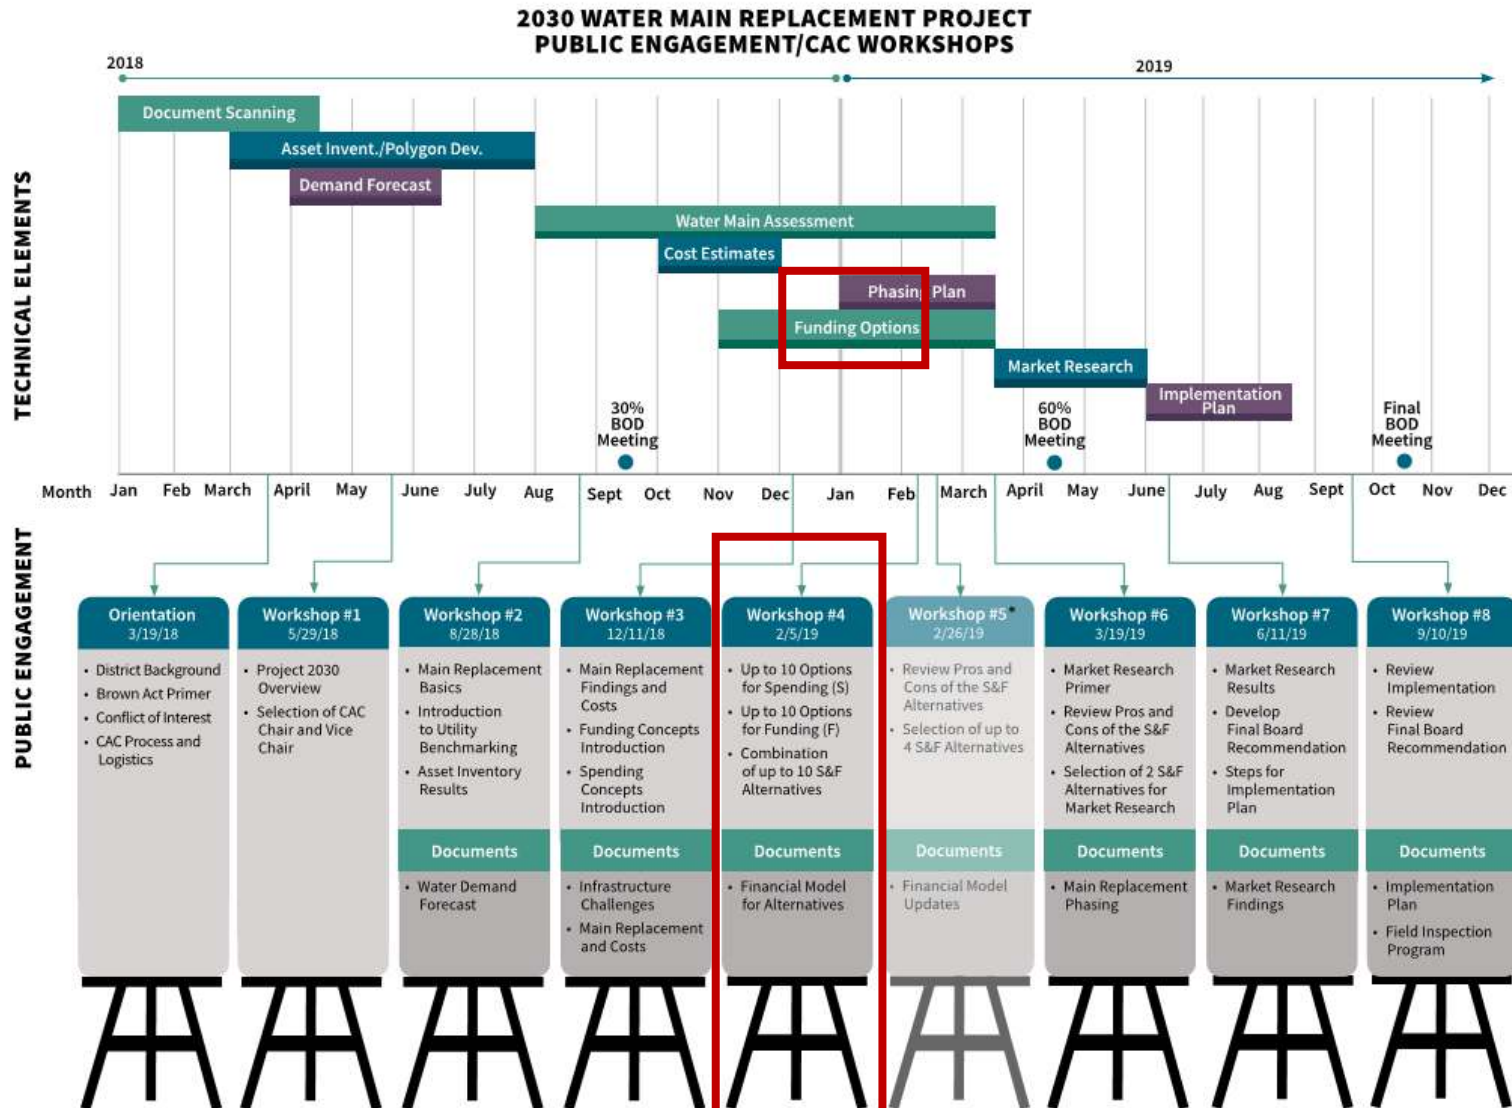 2030 WATER MAIN REPLACEMENT PROJECT
PUBLIC ENGAGEMENT/CAC WORKSHOPS
2018
2019
TECHNICAL ELEMENTS
Document Scanning
Asset Invent./Polygon Dev.
Demand Forecast
Water Main Assessment
Cost Estimates
Phasing Plan
Funding Options
Market Research
Implementation
Plan
30%
BOD
Meeting
60%
BOD
Meeting
Final
BOD
Meeting
Month Jan Feb March April May June July Aug Sept Oct Nov Dec Jan Feb March April May June July Aug Sept Oct Nov Dec
PUBLIC ENGAGEMENT
Orientation
3/19/18
• District Background
• Brown Act Primer
• Conflict of Interest
• CAC Process and
Logistics
Workshop #1
5/29/18
• Project 2030
Overview
• Selection of CAC
Chair and Vice
Chair
Workshop #2
8/28/18
• Main Replacement
Basics
• Introduction
to Utility
Benchmarking
• Asset Inventory
Results
Documents
• Water Demand
Forecast
Workshop #3
12/11/18
• Main Replacement
Findings and
Costs
• Funding Concepts
Introduction
• Spending
Concepts
Introduction
Documents
• Infrastructure
Challenges
• Main Replacement
and Costs
Workshop #4
2/5/19
• Up to 10 Options
for Spending (S)
• Up to 10 Options
for Funding (F)
• Combination
of up to 10 S&F
Alternatives
Documents
• Financial Model
for Alternatives
Workshop #5*
2/26/19
• Review Pros and
Cons of the S&F
Alternatives
• Selection of up to
4 S&F Alternatives
Documents
• Financial Model
Updates
Workshop #6
3/19/19
• Market Research
Primer
• Review Pros and
Cons of the S&F
Alternatives
• Selection of 2 S&F
Alternatives for
Market Research
Documents
• Main Replacement
Phasing
Workshop #7
6/11/19
• Market Research
Results
• Develop
Final Board
Recommendation
• Steps for
Implementation
Plan
Documents
• Market Research
Findings
Workshop #8
9/10/19
• Review
Implementation
• Review
Final Board
Recommendation
Documents
• Implementation
Plan
• Field Inspection
Program